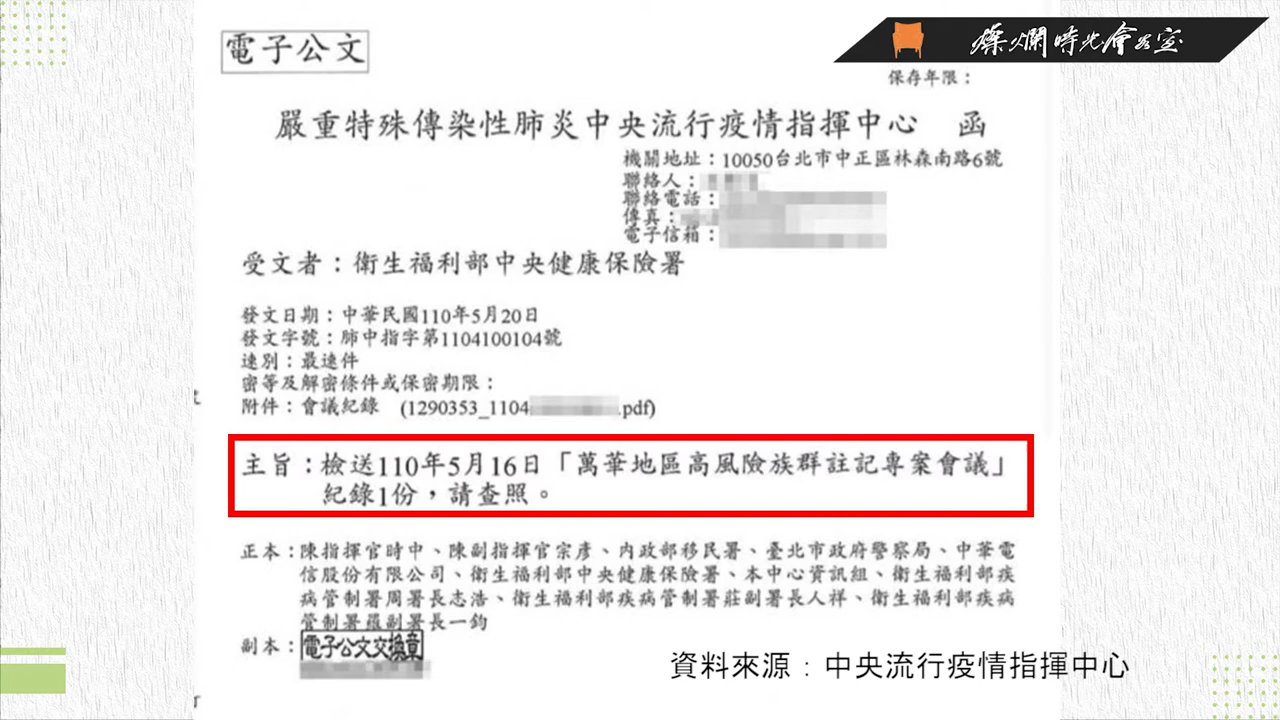 燦爛時光會客室
電子公文
保存年限：
嚴重特殊傳染性肺炎中央流行疫情指揮中心 函
機關地址：10050台北市中正區林森南路6號
聯絡人：
聯絡電話：
傳真：
電子信箱：
受文者：衛生福利部中央健康保險署
發文日期：中華民國110年5月20日
發文字號：肺中指字第1104100104號
速別：最速件
密等及解密條件或保密期限：
附件：會議紀錄 (1290353_1104 .pdf)
主旨：檢送110年5月16日「萬華地區高風險族群註記專案會議」
紀錄1份，請查照。
正本：陳指揮官時中、陳副指揮官宗彥、內政部移民署、臺北市政府警察局、中華電
信股份有限公司、衛生福利部中央健康保險署、本中心資訊組、衛生福利部疾
病管制署周署長志浩、衛生福利部疾病管制署莊副署長人祥、衛生福利部疾病
管制署羅副署長一鈞
副本：電子公文交換章
資料來源：中央流行疫情指揮中心